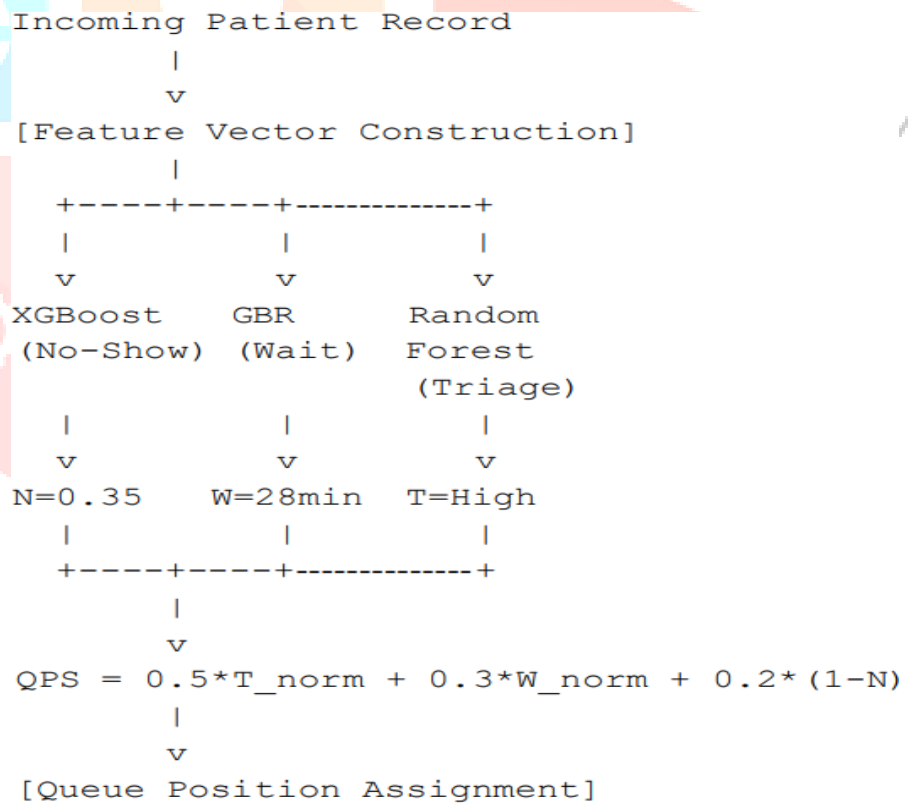 Incoming Patient Record
|
v
[Feature Vector Construction]
|
+----+----+--------------+
| | |
v v v
XGBoost GBR Random
(No-Show) (Wait) Forest
(Triage)
| | |
v v v
N=0.35 W=28min T=High
| | |
+----+----+--------------+
|
v
QPS = 0.5*T_norm + 0.3*W_norm + 0.2*(1-N)
|
v
[Queue Position Assignment]